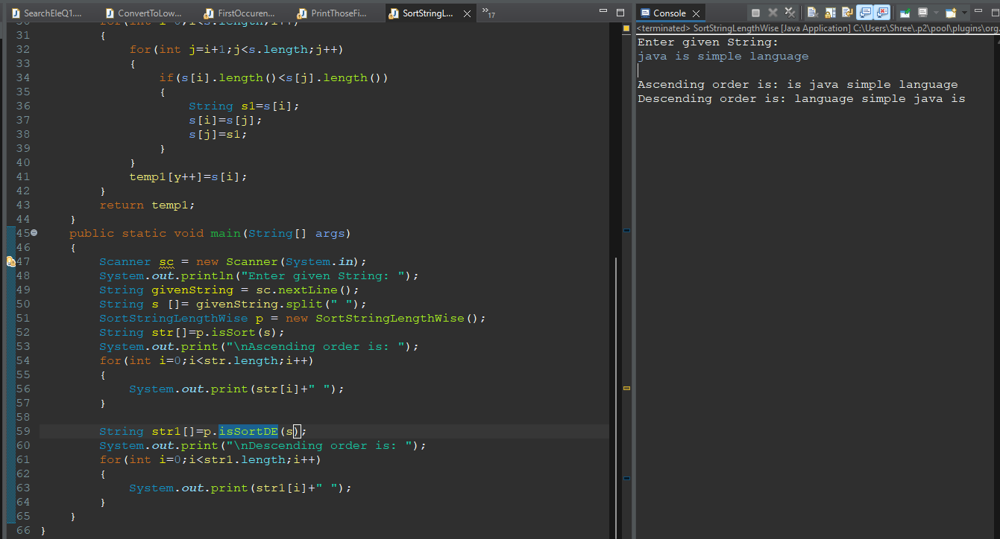 SearchEleQ1.... ConvertToLow... FirstOccuren... PrintThoseFi... SortStringL... »17
for(int i=0;i<s.length;i++)
31 {
32 for(int j=i+1;j<s.length;j++)
33 {
34 if(s[i].length()<s[j].length())
35 {
36 String s1=s[i];
37 s[i]=s[j];
38 s[j]=s1;
39 }
40 }
41 temp1[y++]=s[i];
42 }
43 return temp1;
44 }
45 public static void main(String[] args)
46 {
47 Scanner sc = new Scanner(System.in);
48 System.out.println("Enter given String: ");
49 String givenString = sc.nextLine();
50 String s []= givenString.split(" ");
51 SortStringLengthWise p = new SortStringLengthWise();
52 String str[]=p.isSort(s);
53 System.out.print("\nAscending order is: ");
54 for(int i=0;i<str.length;i++)
55 {
56 System.out.print(str[i]+" ");
57 }
58
59 String str1[]=p.isSortDE(s);
60 System.out.print("\nDescending order is: ");
61 for(int i=0;i<str1.length;i++)
62 {
63 System.out.print(str1[i]+" ");
64 }
65 }
66 }
Console
<terminated> SortStringLengthWise [Java Application] C:\Users\Shree\.p2\pool\plugins\org.
Enter given String:
java is simple language
Ascending order is: is java simple language
Descending order is: language simple java is